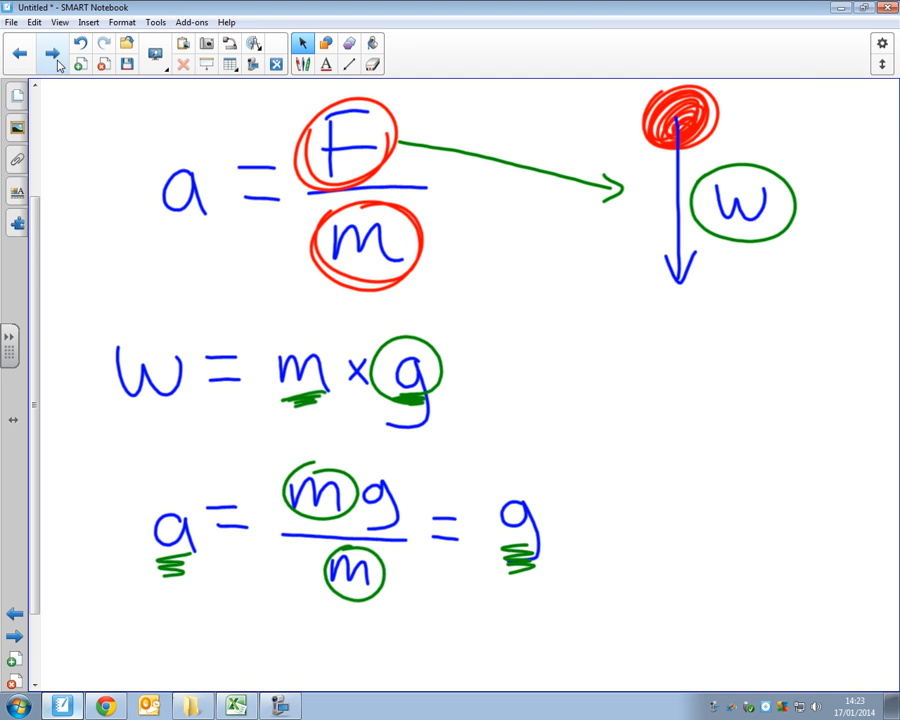 Untitled * - SMART Notebook
File Edit View Insert Format Tools Add-ons Help
a = F/m
W
W = m × g
a = mg/m = g
14:23
17/01/2014